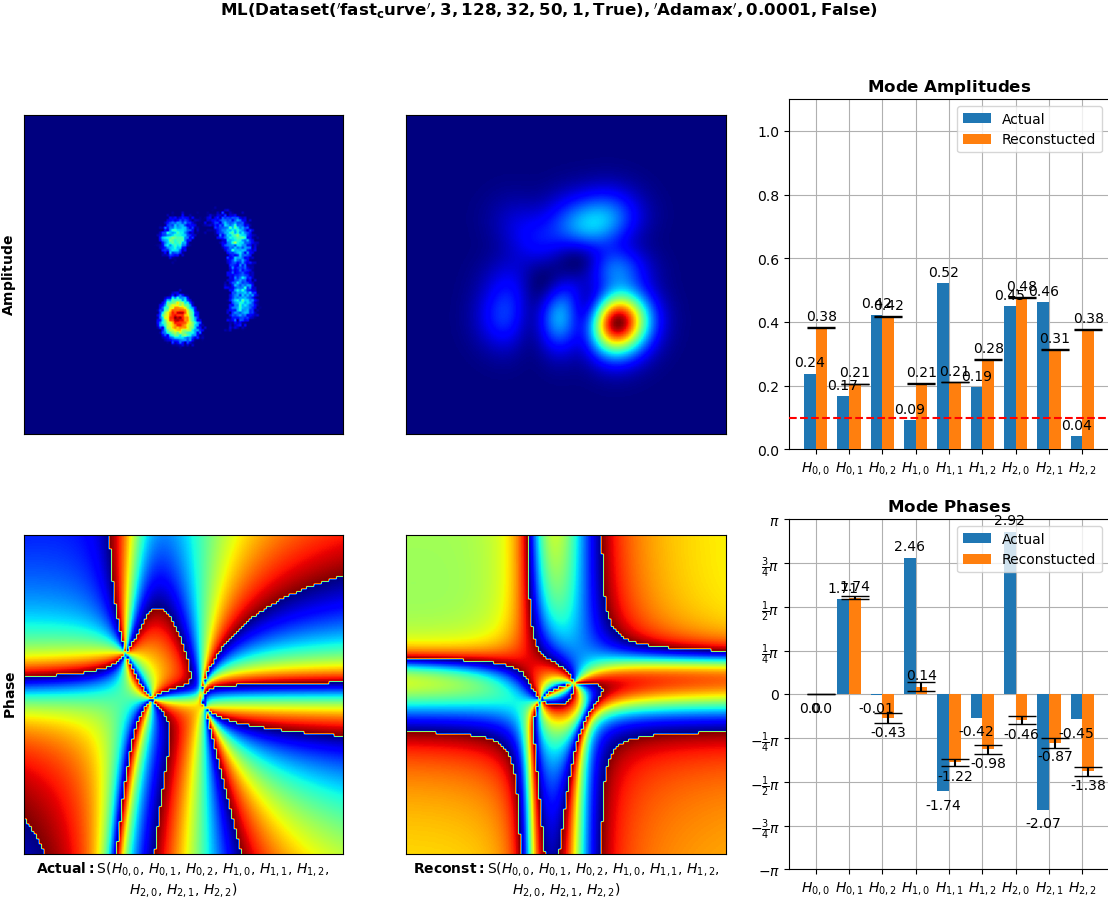 ML(Dataset('fast_curve', 3, 128, 32, 50, 1, True), 'Adamax', 0.0001, False)
Amplitude
Mode Amplitudes
Actual
Reconstucted
1.0
0.8
0.6
0.4
0.2
0.0
0.24 0.17 0.42 0.09 0.52 0.19 0.45 0.46 0.04
0.38 0.21 0.42 0.21 0.21 0.28 0.48 0.31 0.38
H0,0 H0,1 H0,2 H1,0 H1,1 H1,2 H2,0 H2,1 H2,2
Phase
Mode Phases
Actual
Reconstucted
π
3/4π
1/2π
1/4π
0
−1/4π
−1/2π
−3/4π
−π
0.0 1.71 -0.01 2.46 -1.74 -0.42 2.92 -2.07 -0.45
0.0 1.74 -0.43 0.14 -1.22 -0.98 -0.46 -0.87 -1.38
H0,0 H0,1 H0,2 H1,0 H1,1 H1,2 H2,0 H2,1 H2,2
Actual: S(H0,0, H0,1, H0,2, H1,0, H1,1, H1,2,
H2,0, H2,1, H2,2)
Reconst: S(H0,0, H0,1, H0,2, H1,0, H1,1, H1,2,
H2,0, H2,1, H2,2)